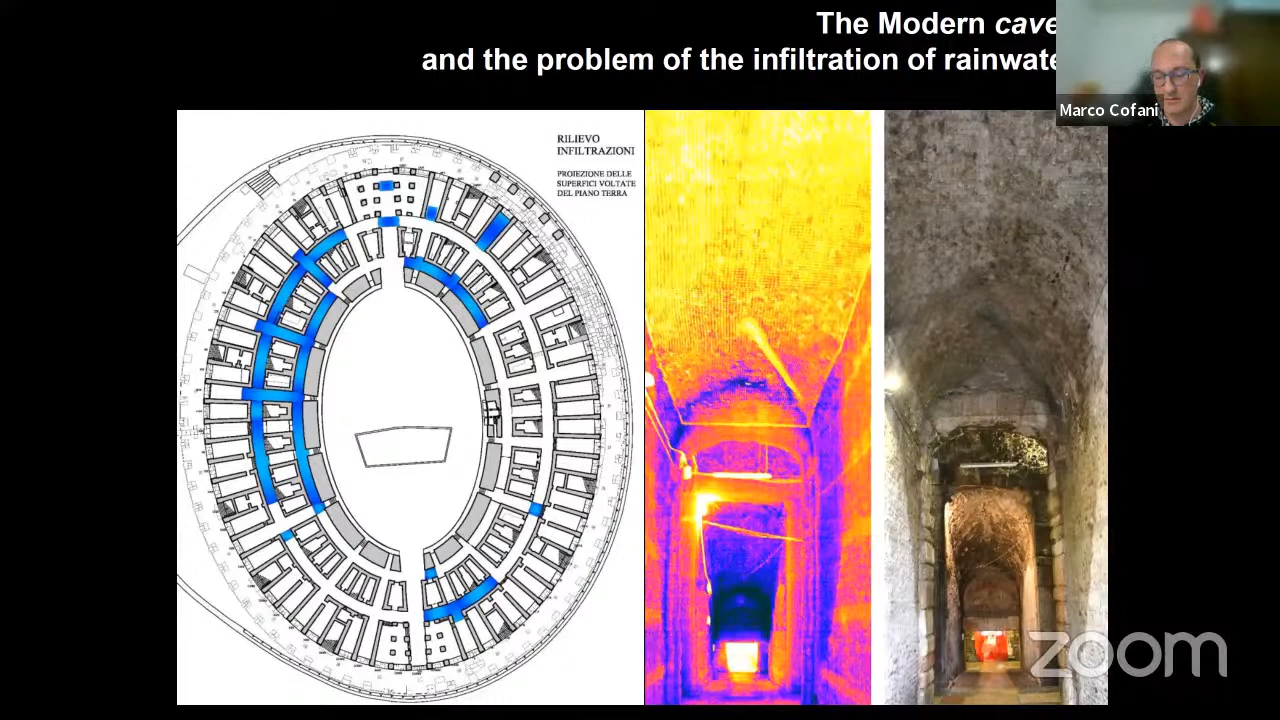 The Modern cave
and the problem of the infiltration of rainwate
Marco Cofani
RILIEVO
INFILTRAZIONI
PROIEZIONE DELLE
SUPERFICI VOLTATE
DEL PIANO TERRA
zoom